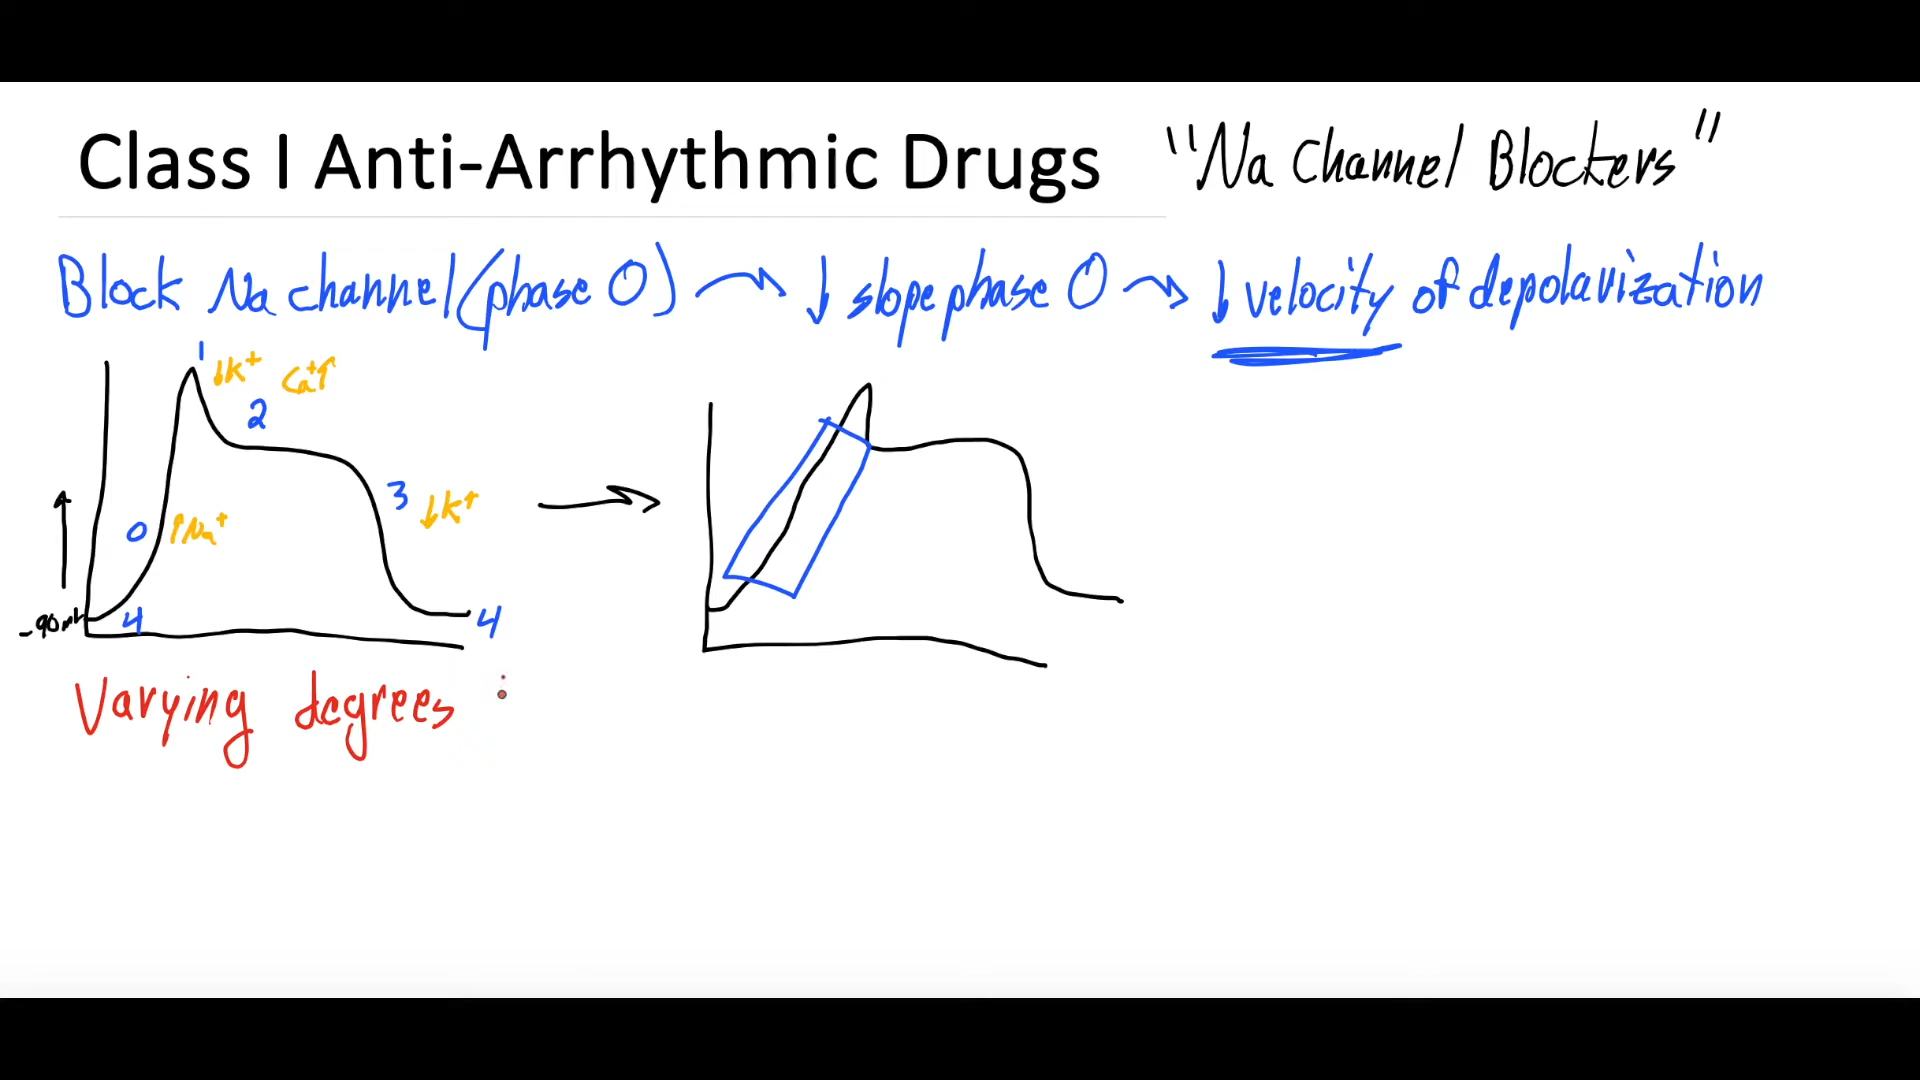 Class I Anti-Arrhythmic Drugs "Na Channel Blockers"
Block Na channel (phase 0) → ↓ slope phase 0 → ↓ velocity of depolarization
1 ↓K+ Ca+↑
2
3 ↓K+
0 ↑Na+
-90mV 4 4
Varying degrees